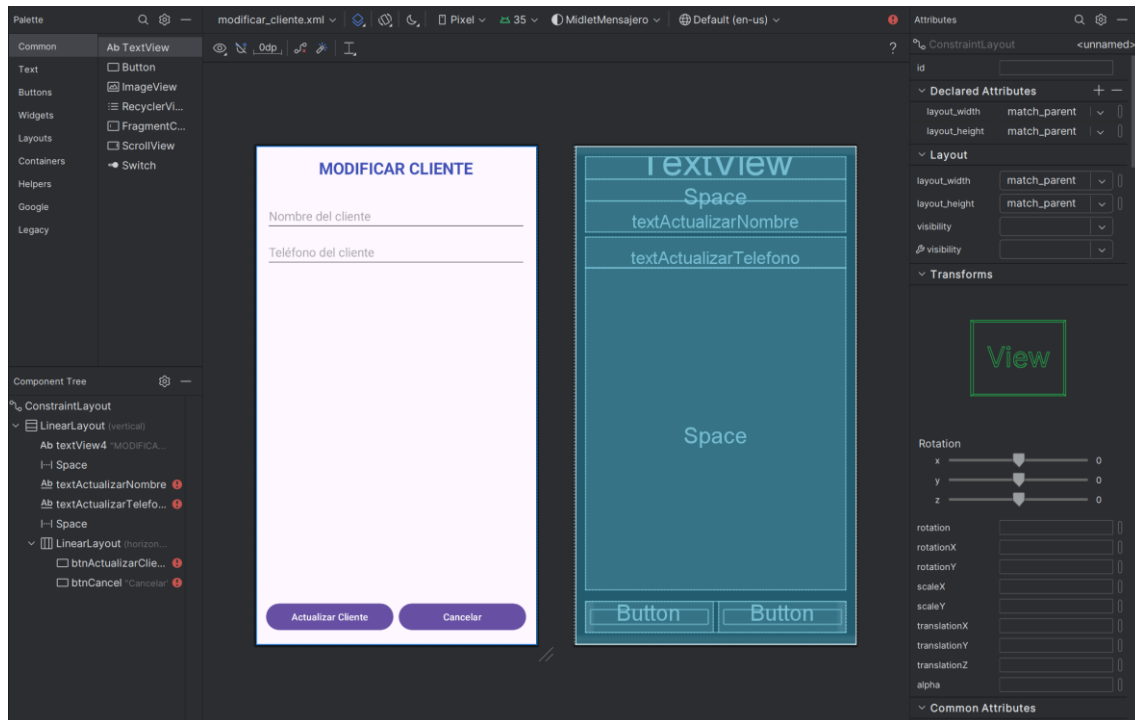 Palette
modificar_cliente.xml
Pixel
35
MidletMensajero
Default (en-us)
Attributes
Common
Text
Buttons
Widgets
Layouts
Containers
Helpers
Google
Legacy
Ab TextView
Button
ImageView
RecyclerVi...
FragmentC...
ScrollView
Switch
0dp
?
ConstraintLayout
<unnamed>
id
Declared Attributes
layout_width match_parent
layout_height match_parent
Layout
layout_width match_parent
layout_height match_parent
visibility
visibility
Transforms
View
Rotation
x 0
y 0
z 0
rotation
rotationX
rotationY
scaleX
scaleY
translationX
translationY
translationZ
alpha
Common Attributes
MODIFICAR CLIENTE
Nombre del cliente
Teléfono del cliente
Actualizar Cliente
Cancelar
TextView
Space
textActualizarNombre
textActualizarTelefono
Space
Button
Button
Component Tree
ConstraintLayout
LinearLayout (vertical)
Ab textView4 "MODIFICA...
Space
Ab textActualizarNombre
Ab textActualizarTelefo...
Space
LinearLayout (horizon...
btnActualizarClie...
btnCancel "Cancelar"